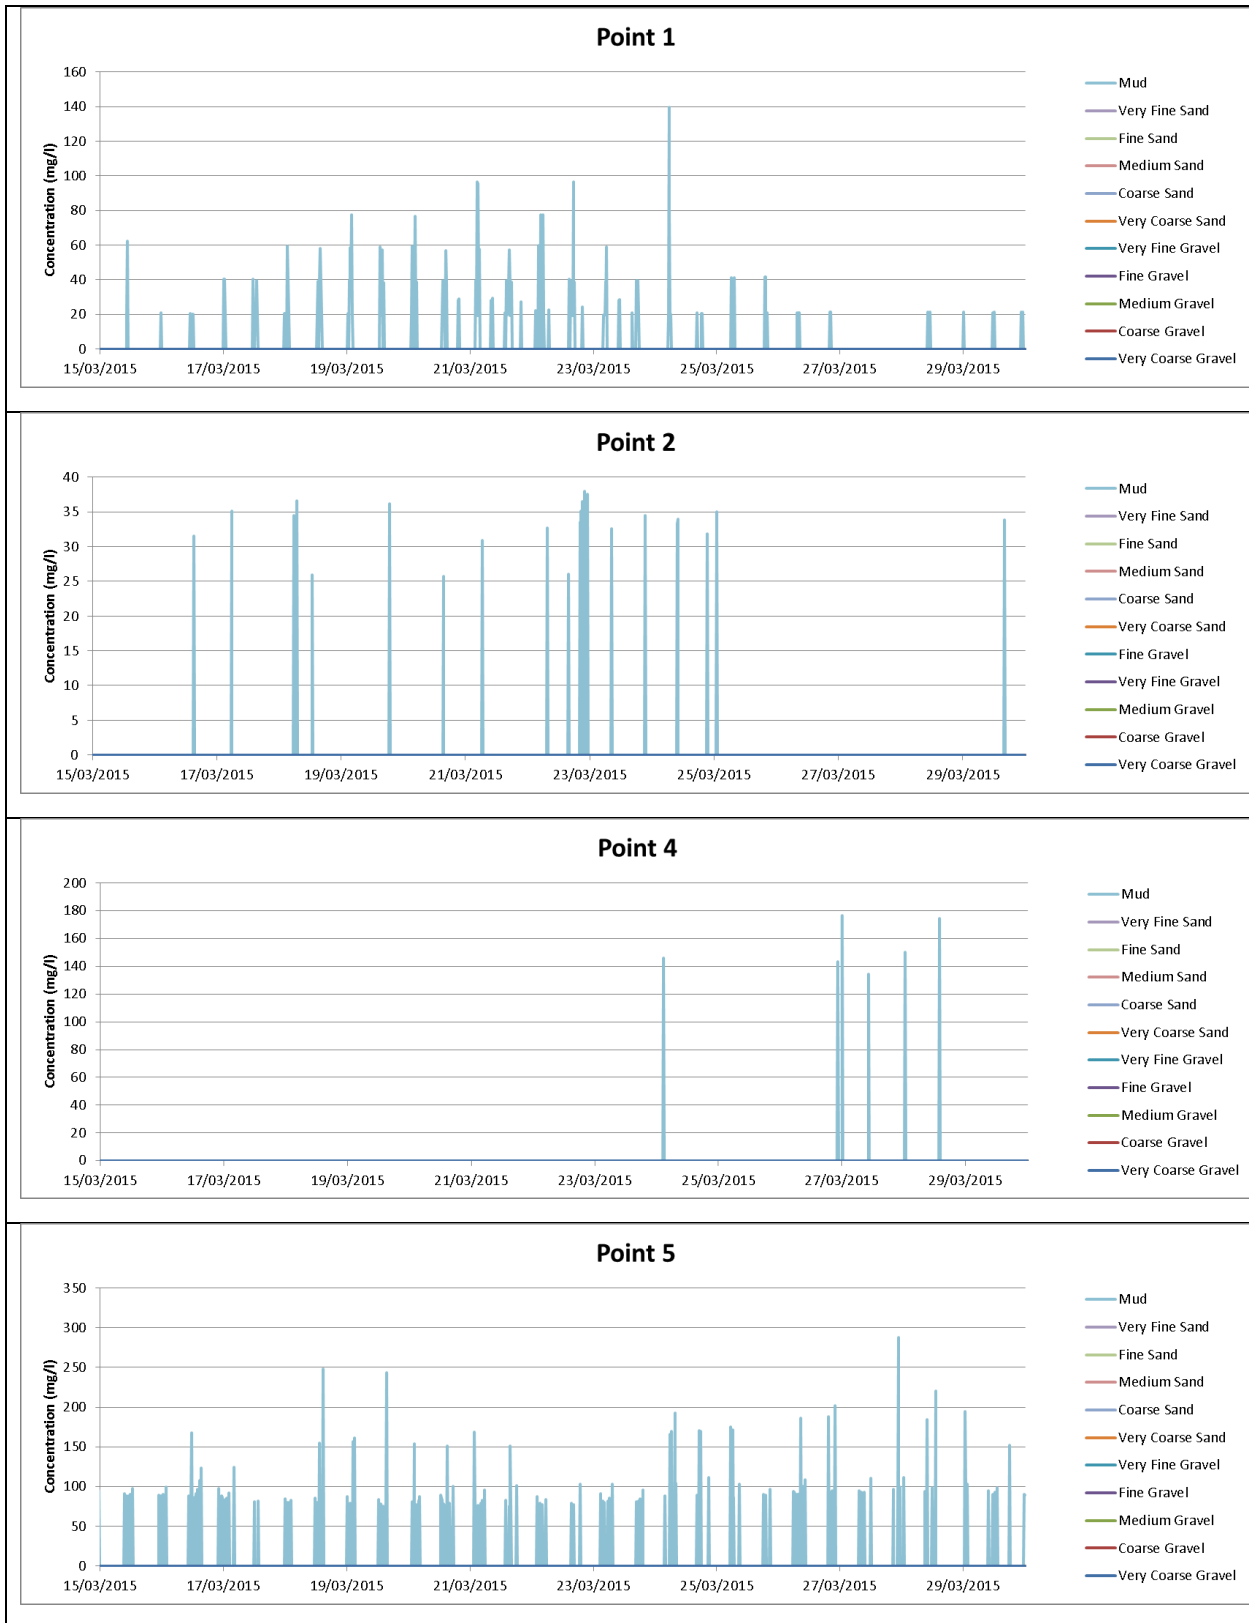 Point 1
Concentration (mg/l)
160
140
120
100
80
60
40
20
0
15/03/2015 17/03/2015 19/03/2015 21/03/2015 23/03/2015 25/03/2015 27/03/2015 29/03/2015
Mud
Very Fine Sand
Fine Sand
Medium Sand
Coarse Sand
Very Coarse Sand
Very Fine Gravel
Fine Gravel
Medium Gravel
Coarse Gravel
Very Coarse Gravel
Point 2
Concentration (mg/l)
40
35
30
25
20
15
10
5
0
15/03/2015 17/03/2015 19/03/2015 21/03/2015 23/03/2015 25/03/2015 27/03/2015 29/03/2015
Mud
Very Fine Sand
Fine Sand
Medium Sand
Coarse Sand
Very Coarse Sand
Fine Gravel
Very Fine Gravel
Medium Gravel
Coarse Gravel
Very Coarse Gravel
Point 4
Concentration (mg/l)
200
180
160
140
120
100
80
60
40
20
0
15/03/2015 17/03/2015 19/03/2015 21/03/2015 23/03/2015 25/03/2015 27/03/2015 29/03/2015
Mud
Very Fine Sand
Fine Sand
Medium Sand
Coarse Sand
Very Coarse Sand
Very Fine Gravel
Fine Gravel
Medium Gravel
Coarse Gravel
Very Coarse Gravel
Point 5
Concentration (mg/l)
350
300
250
200
150
100
50
0
15/03/2015 17/03/2015 19/03/2015 21/03/2015 23/03/2015 25/03/2015 27/03/2015 29/03/2015
Mud
Very Fine Sand
Fine Sand
Medium Sand
Coarse Sand
Very Coarse Sand
Very Fine Gravel
Fine Gravel
Medium Gravel
Coarse Gravel
Very Coarse Gravel